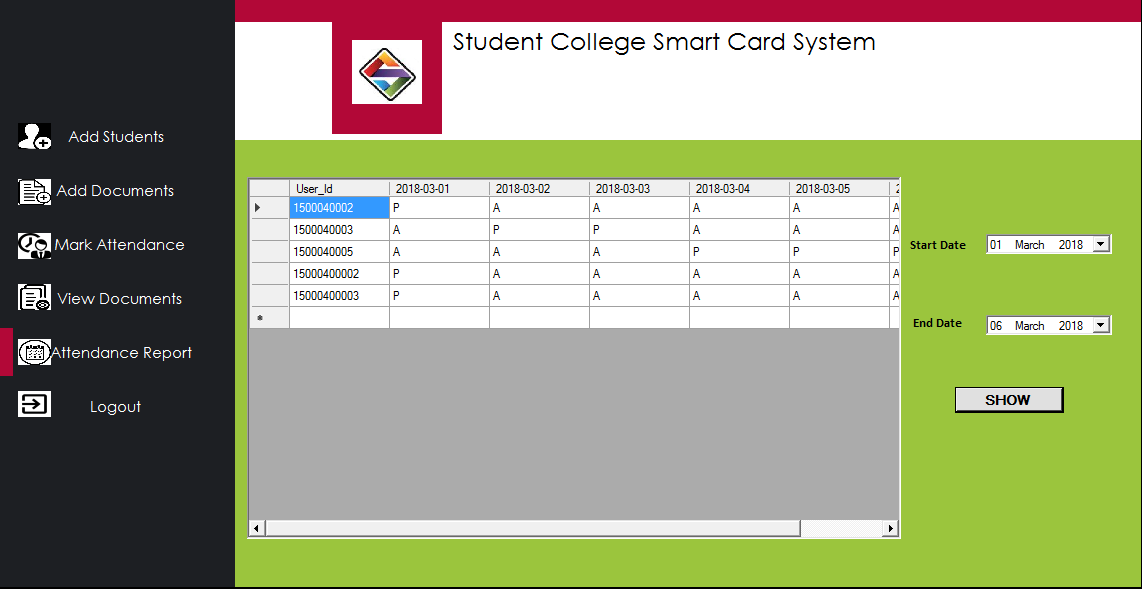 Student College Smart Card System
Add Students
Add Documents
Mark Attendance
View Documents
Attendance Report
Logout
User_Id 2018-03-01 2018-03-02 2018-03-03 2018-03-04 2018-03-05
1500040002 P A A A A A
1500040003 A P P A A A
1500040005 A A A P P P
15000400002 P A A A A A
15000400003 P A A A A A
Start Date 01 March 2018
End Date 06 March 2018
SHOW